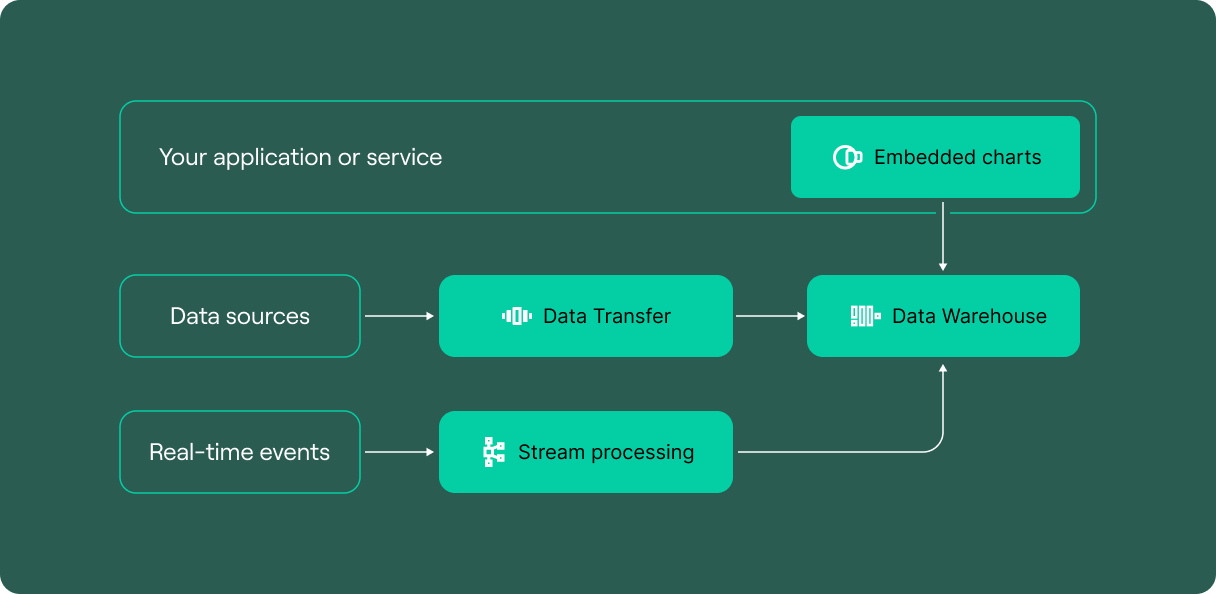 Your application or service
Embedded charts
Data sources
Data Transfer
Data Warehouse
Real-time events
Stream processing